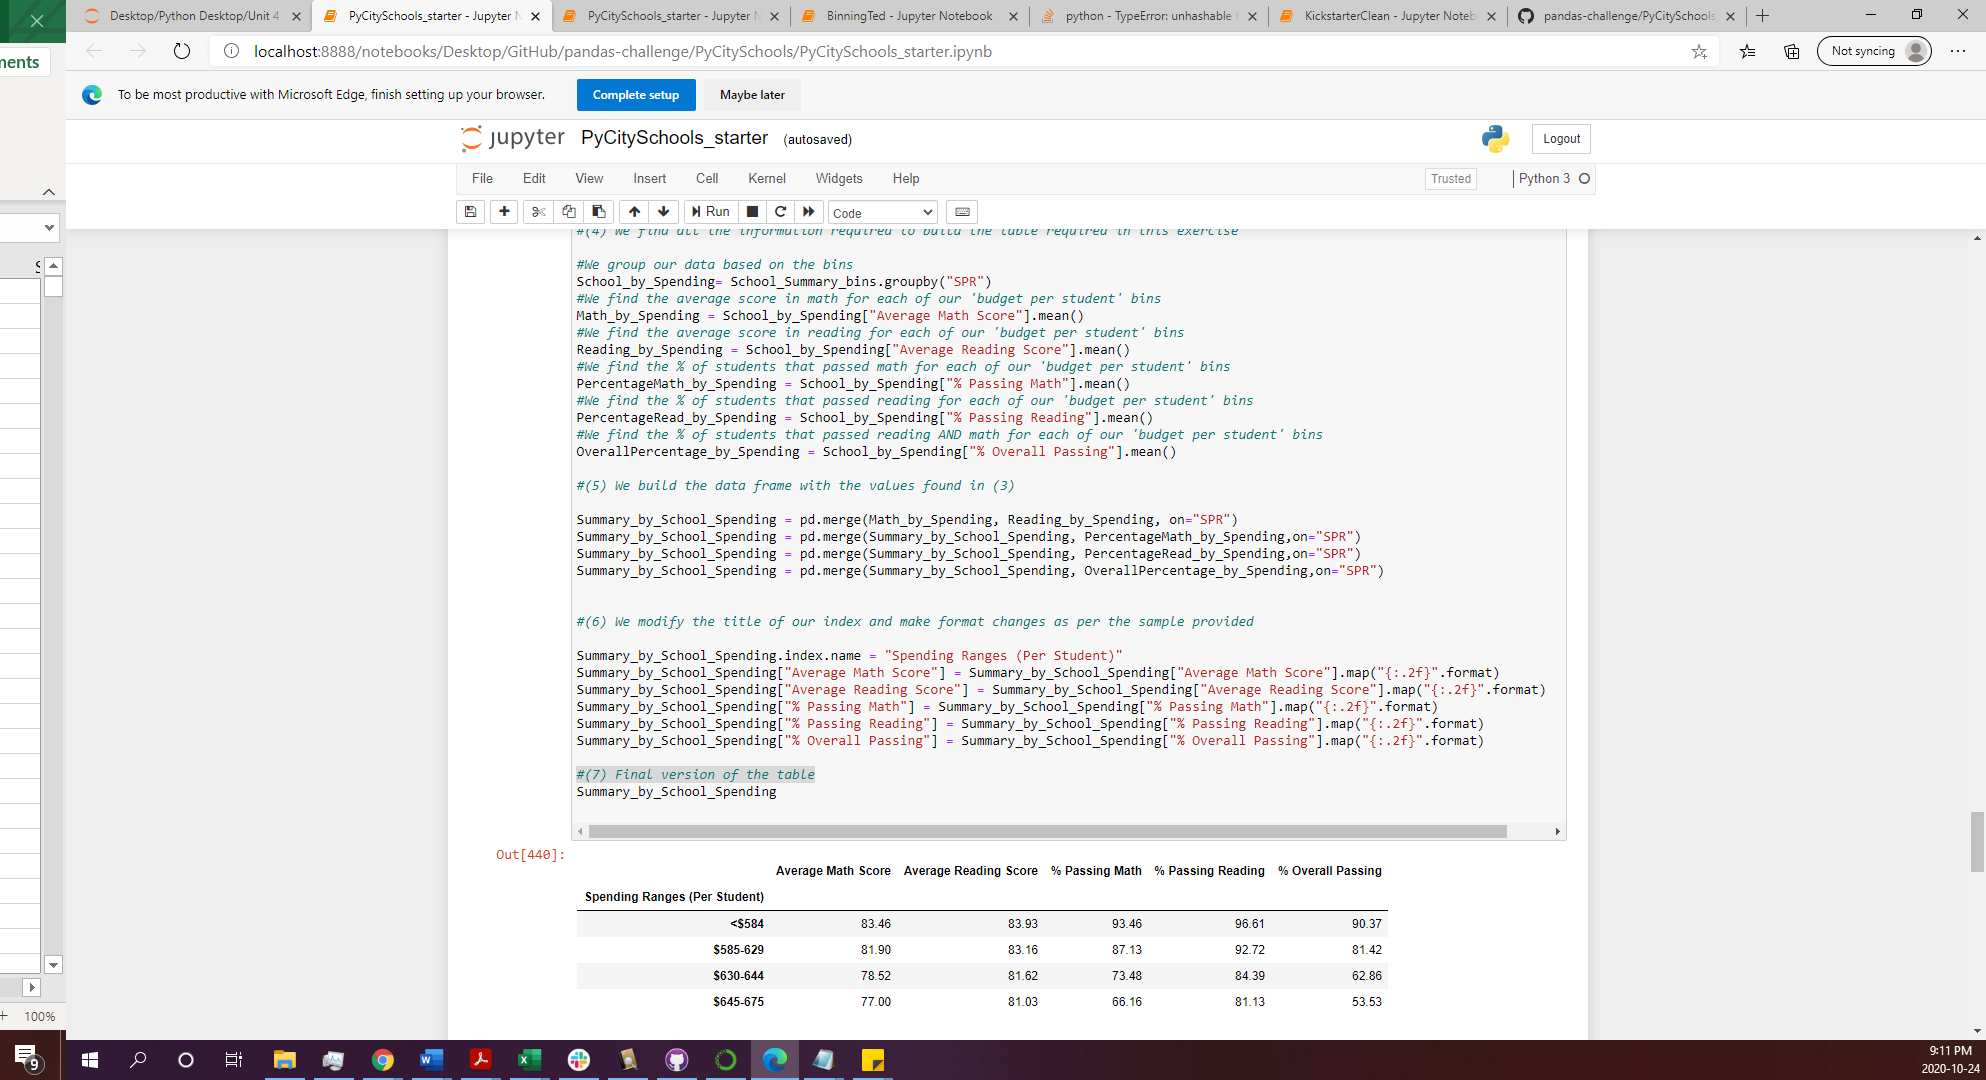 Desktop/Python Desktop/Unit 4
PyCitySchools_starter - Jupyter N
PyCitySchools_starter - Jupyter N
BinningTed - Jupyter Notebook
python - TypeError: unhashable t
KickstarterClean - Jupyter Noteb
pandas-challenge/PyCitySchools_
ments
localhost:8888/notebooks/Desktop/GitHub/pandas-challenge/PyCitySchools/PyCitySchools_starter.ipynb
Not syncing
To be most productive with Microsoft Edge, finish setting up your browser.
Complete setup
Maybe later
jupyter PyCitySchools_starter (autosaved)
Logout
File Edit View Insert Cell Kernel Widgets Help
Trusted
Python 3
Run
Code
#(4) We find all the information required to build the table required in this exercise
#We group our data based on the bins
School_by_Spending= School_Summary_bins.groupby("SPR")
#We find the average score in math for each of our 'budget per student' bins
Math_by_Spending = School_by_Spending["Average Math Score"].mean()
#We find the average score in reading for each of our 'budget per student' bins
Reading_by_Spending = School_by_Spending["Average Reading Score"].mean()
#We find the % of students that passed math for each of our 'budget per student' bins
PercentageMath_by_Spending = School_by_Spending["% Passing Math"].mean()
#We find the % of students that passed reading for each of our 'budget per student' bins
PercentageRead_by_Spending = School_by_Spending["% Passing Reading"].mean()
#We find the % of students that passed reading AND math for each of our 'budget per student' bins
OverallPercentage_by_Spending = School_by_Spending["% Overall Passing"].mean()
#(5) We build the data frame with the values found in (3)
Summary_by_School_Spending = pd.merge(Math_by_Spending, Reading_by_Spending, on="SPR")
Summary_by_School_Spending = pd.merge(Summary_by_School_Spending, PercentageMath_by_Spending,on="SPR")
Summary_by_School_Spending = pd.merge(Summary_by_School_Spending, PercentageRead_by_Spending,on="SPR")
Summary_by_School_Spending = pd.merge(Summary_by_School_Spending, OverallPercentage_by_Spending,on="SPR")
#(6) We modify the title of our index and make format changes as per the sample provided
Summary_by_School_Spending.index.name = "Spending Ranges (Per Student)"
Summary_by_School_Spending["Average Math Score"] = Summary_by_School_Spending["Average Math Score"].map("{:.2f}".format)
Summary_by_School_Spending["Average Reading Score"] = Summary_by_School_Spending["Average Reading Score"].map("{:.2f}".format)
Summary_by_School_Spending["% Passing Math"] = Summary_by_School_Spending["% Passing Math"].map("{:.2f}".format)
Summary_by_School_Spending["% Passing Reading"] = Summary_by_School_Spending["% Passing Reading"].map("{:.2f}".format)
Summary_by_School_Spending["% Overall Passing"] = Summary_by_School_Spending["% Overall Passing"].map("{:.2f}".format)
#(7) Final version of the table
Summary_by_School_Spending
Out[440]:
Average Math Score Average Reading Score % Passing Math % Passing Reading % Overall Passing
Spending Ranges (Per Student)
<$584 83.46 83.93 93.46 96.61 90.37
$585-629 81.90 83.16 87.13 92.72 81.42
$630-644 78.52 81.62 73.48 84.39 62.86
$645-675 77.00 81.03 66.16 81.13 53.53
100%
9
9:11 PM
2020-10-24